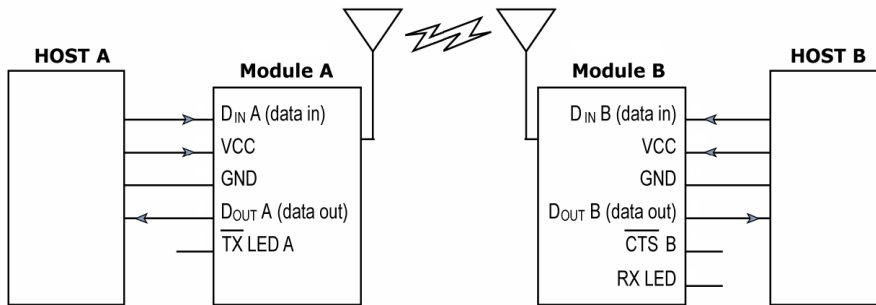 HOST A
Module A
Module B
HOST B
DIN A (data in)
VCC
GND
DOUT A (data out)
TX LED A
DIN B (data in)
VCC
GND
DOUT B (data out)
CTS B
RX LED